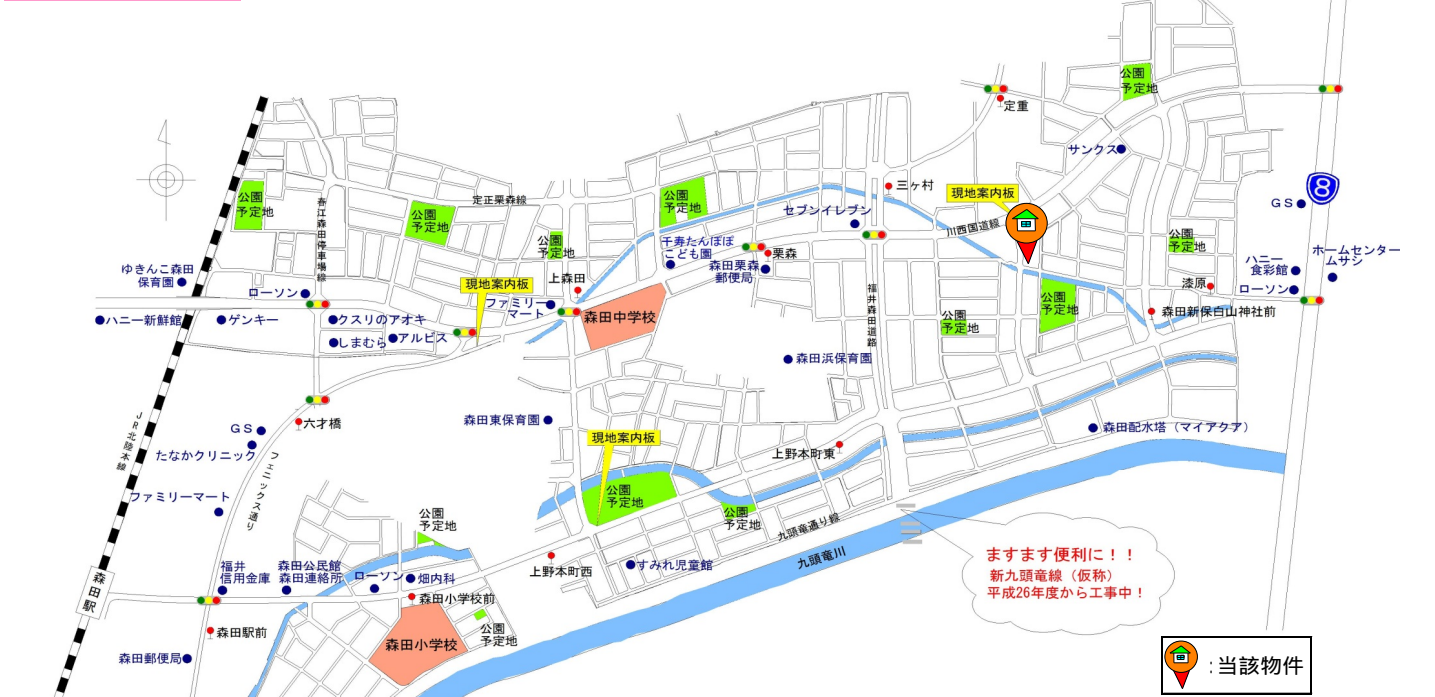 公園
予定地
定重
サンクス
公園
予定地
春江森田停車場線
公園
予定地
定正栗森線
公園
予定地
三ヶ村
現地案内板
8
GS
セブンイレブン
川西国道線
公園
予定地
千寿たんぽぽ
こども園
栗森
森田栗森
郵便局
公園
予定地
ホームセンター
ムサシ
ハニー
食彩館
ローソン
漆原
ゆきんこ森田
保育園
ローソン
上森田
現地案内板
ファミリー
マート
森田中学校
福井森田道路
公園
予定地
公園
予定地
森田新保白山神社前
ハニー新鮮館
ゲンキー
クスリのアオキ
しまむら
アルビス
森田浜保育園
JR北陸本線
六才橋
GS
たなかクリニック
フェニックス通り
ファミリーマート
森田東保育園
現地案内板
上野本町東
森田配水塔（マイアクア）
公園
予定地
公園
予定地
公園
予定地
九頭竜通り線
九頭竜川
ますます便利に！！
新九頭竜線（仮称）
平成26年度から工事中！
森田駅
福井
信用金庫
森田公民館
森田連絡所
ローソン
畑内科
上野本町西
すみれ児童館
森田小学校前
森田駅前
森田小学校
公園
予定地
森田郵便局
：当該物件